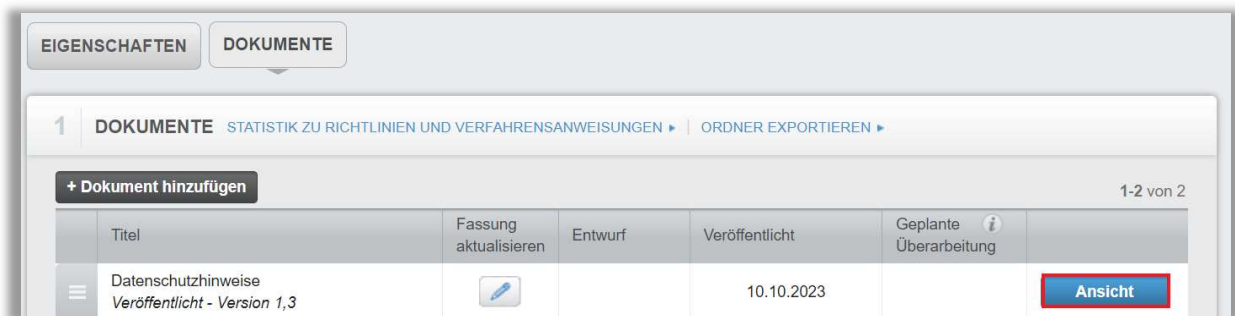 EIGENSCHAFTEN DOKUMENTE
1 DOKUMENTE STATISTIK ZU RICHTLINIEN UND VERFAHRENSANWEISUNGEN ▸ | ORDNER EXPORTIEREN ▸
+ Dokument hinzufügen 1-2 von 2
Titel Fassung aktualisieren Entwurf Veröffentlicht Geplante Überarbeitung i
Datenschutzhinweise
Veröffentlicht - Version 1,3 10.10.2023 Ansicht